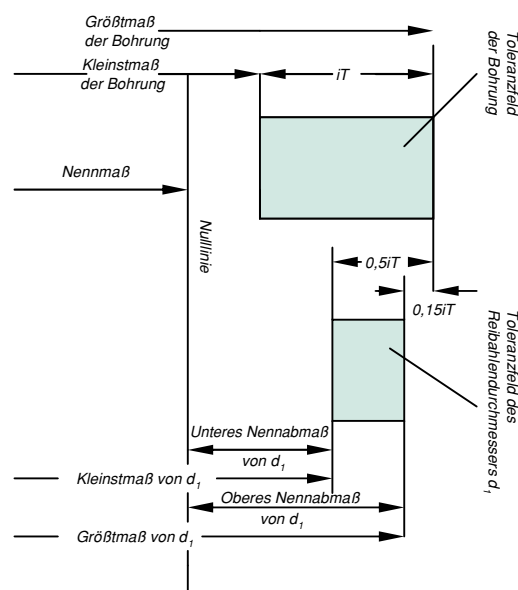 Größtmaß
der Bohrung
Kleinstmaß
der Bohrung
iT
Toleranzfeld
der Bohrung
Nennmaß
Nulllinie
0,5iT
0,15iT
Toleranzfeld des
Reibahlendurchmessers d1
Unteres Nennabmaß
von d1
Kleinstmaß von d1
Oberes Nennabmaß
von d1
Größtmaß von d1